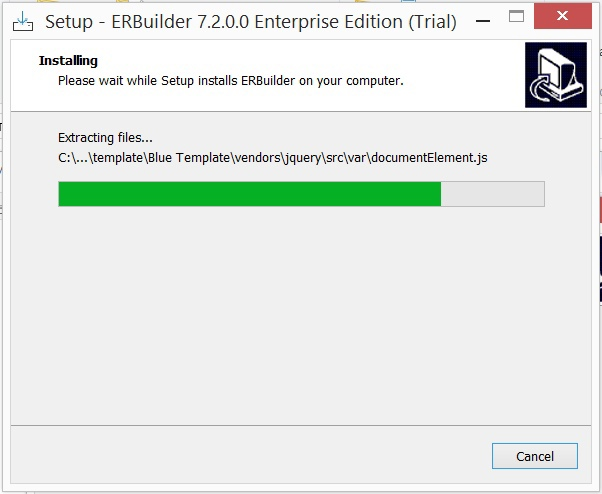 Setup - ERBuilder 7.2.0.0 Enterprise Edition (Trial)
Installing
Please wait while Setup installs ERBuilder on your computer.
Extracting files...
C:\...\template\Blue Template\vendors\jquery\src\var\documentElement.js
Cancel